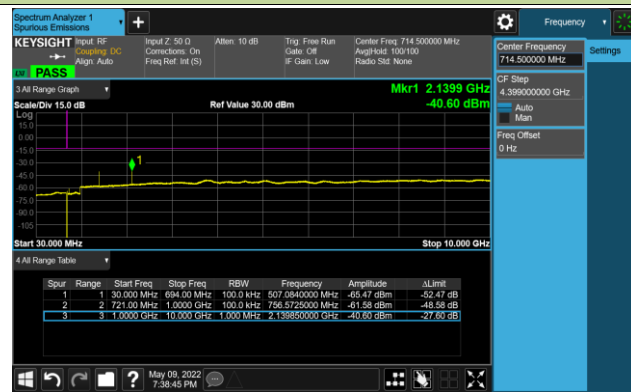 Spectrum Analyzer 1
Spurious Emissions
Frequency
KEYSIGHT
Input: RF
Coupling: DC
Align: Auto
Input Z: 50 Ω
Corrections: On
Freq Ref: Int (S)
Atten: 10 dB
Trig: Free Run
Gate: Off
IF Gain: Low
Center Freq: 714.500000 MHz
Avg|Hold: 100/100
Radio Std: None
PASS
Center Frequency
714.500000 MHz
Settings
CF Step
4.399000000 GHz
Auto
Man
Freq Offset
0 Hz
3 All Range Graph
Mkr1 2.1399 GHz
Scale/Div 15.0 dB
Ref Value 30.00 dBm
-40.60 dBm
Log
15.0
0.00
-15.0
-30.0
-45.0
-60.0
-75.0
-90.0
-105
1
Start 30.000 MHz
Stop 10.000 GHz
4 All Range Table
Spur Range Start Freq Stop Freq RBW Frequency Amplitude ΔLimit
1 1 30.000 MHz 694.00 MHz 100.0 kHz 507.0840000 MHz -65.47 dBm -52.47 dB
2 2 721.00 MHz 1.0000 GHz 100.0 kHz 756.5725000 MHz -61.58 dBm -48.58 dB
3 3 1.0000 GHz 10.000 GHz 1.000 MHz 2.139850000 GHz -40.60 dBm -27.60 dB
May 09, 2022
7:38:45 PM